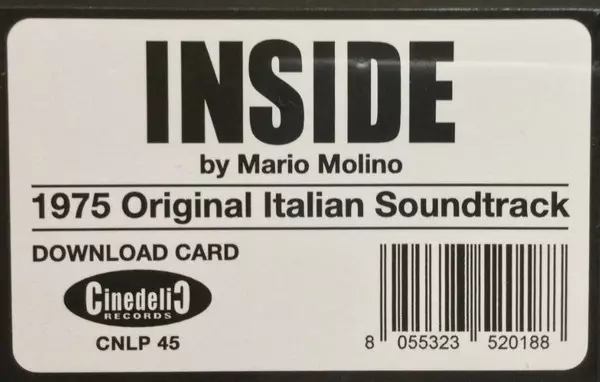 INSIDE
by Mario Molino
1975 Original Italian Soundtrack
DOWNLOAD CARD
Cinedelic
RECORDS
CNLP 45
8 055323 520188